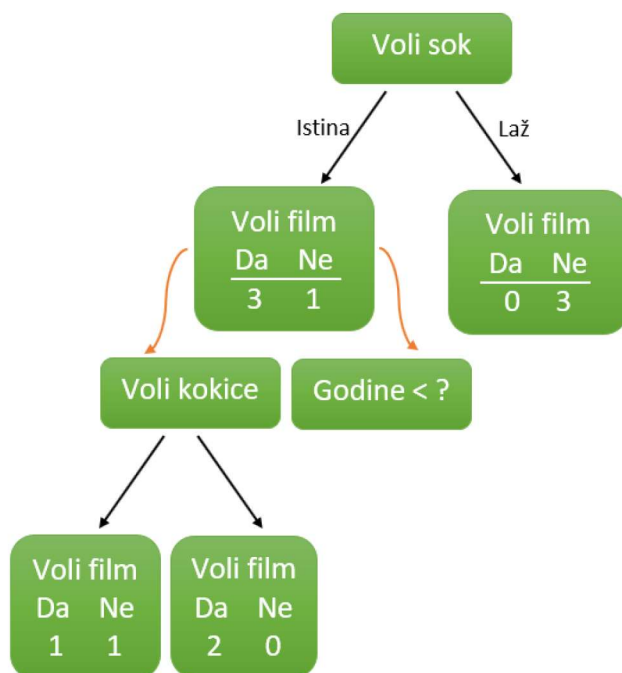 Voli sok
Istina
Laž
Voli film
Da Ne
3 1
Voli film
Da Ne
0 3
Voli kokice
Godine < ?
Voli film
Da Ne
1 1
Voli film
Da Ne
2 0